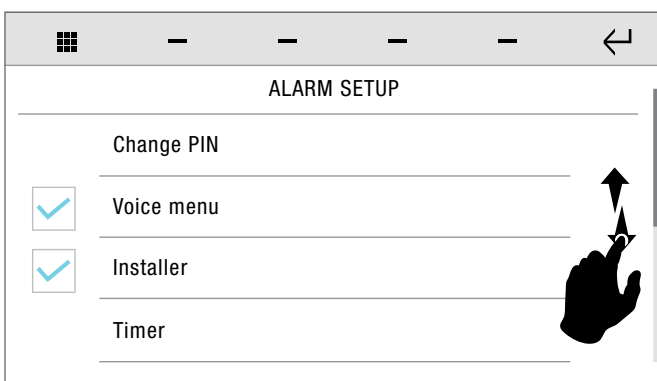 ALARM SETUP
Change PIN
Voice menu
Installer
Timer